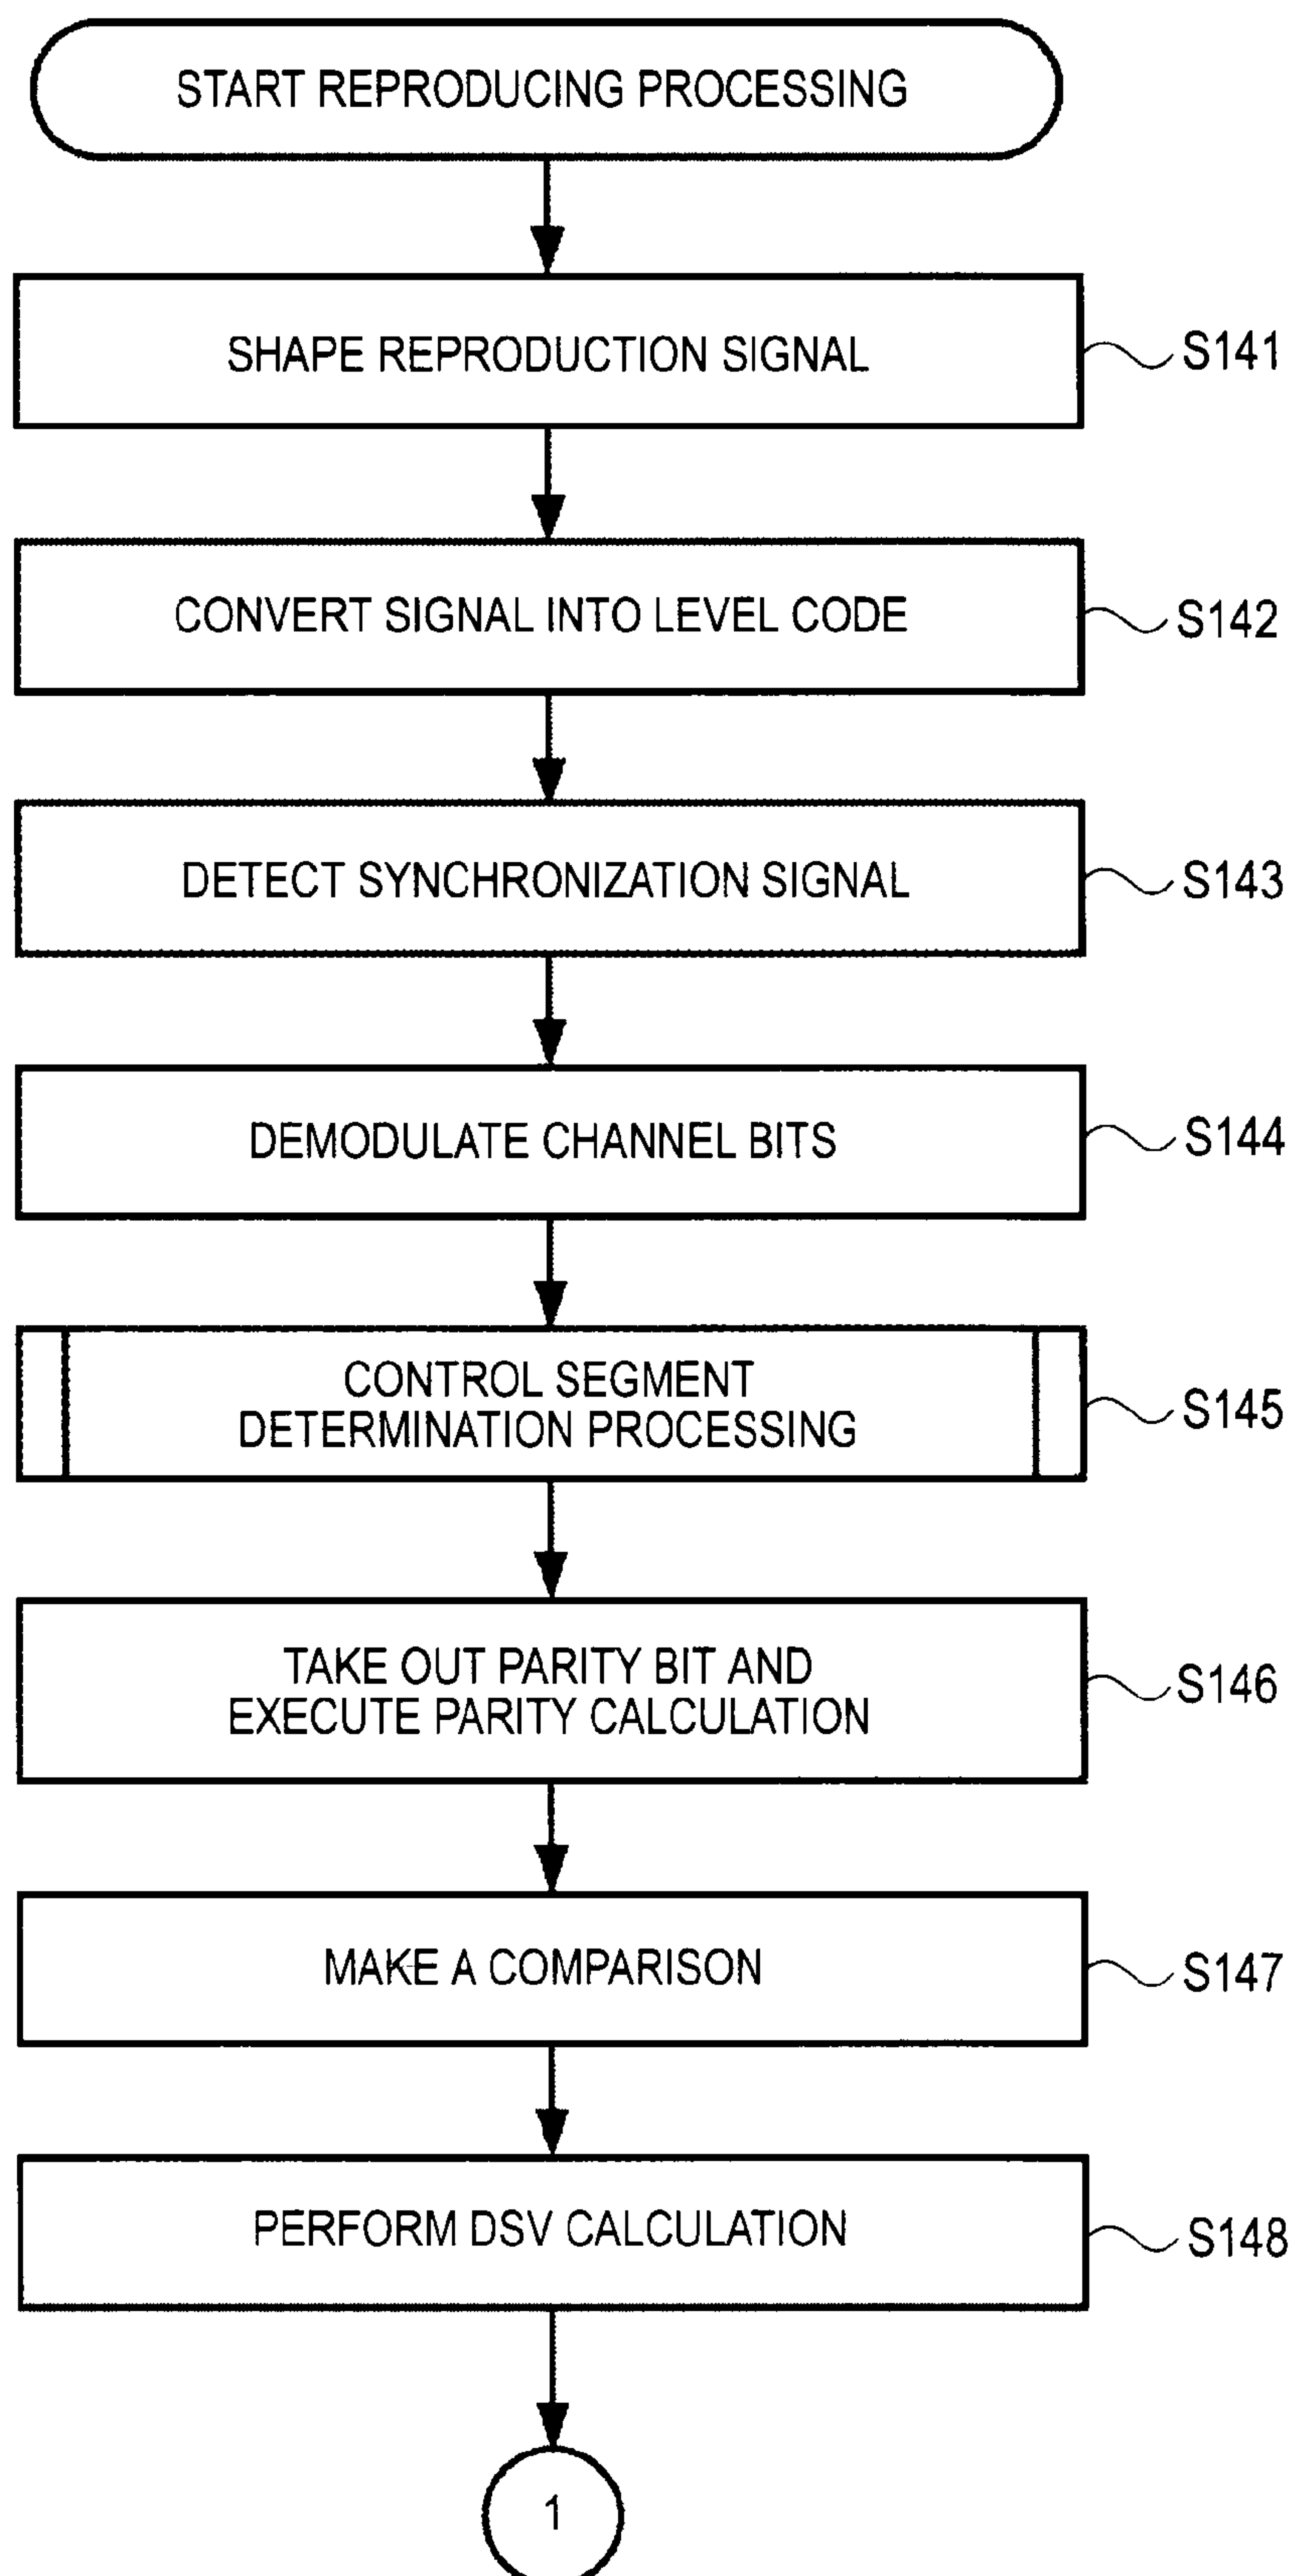 START REPRODUCING PROCESSING
SHAPE REPRODUCTION SIGNAL
S141
CONVERT SIGNAL INTO LEVEL CODE
S142
DETECT SYNCHRONIZATION SIGNAL
S143
DEMODULATE CHANNEL BITS
S144
CONTROL SEGMENT
DETERMINATION PROCESSING
S145
TAKE OUT PARITY BIT AND
EXECUTE PARITY CALCULATION
S146
MAKE A COMPARISON
S147
PERFORM DSV CALCULATION
S148
1